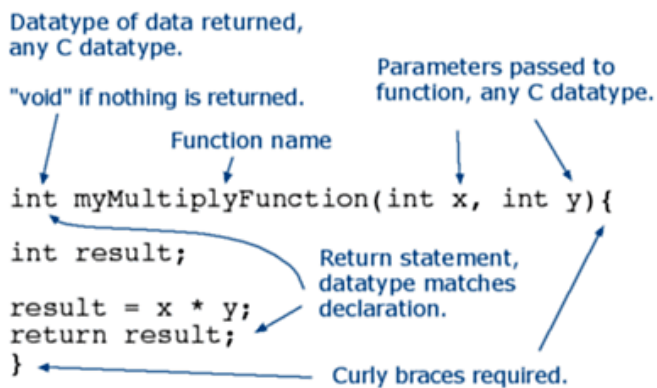 Datatype of data returned,
any C datatype.
"void" if nothing is returned.
Parameters passed to
function, any C datatype.
Function name
int myMultiplyFunction(int x, int y){
int result;
Return statement,
datatype matches
declaration.
result = x * y;
return result;
}
Curly braces required.